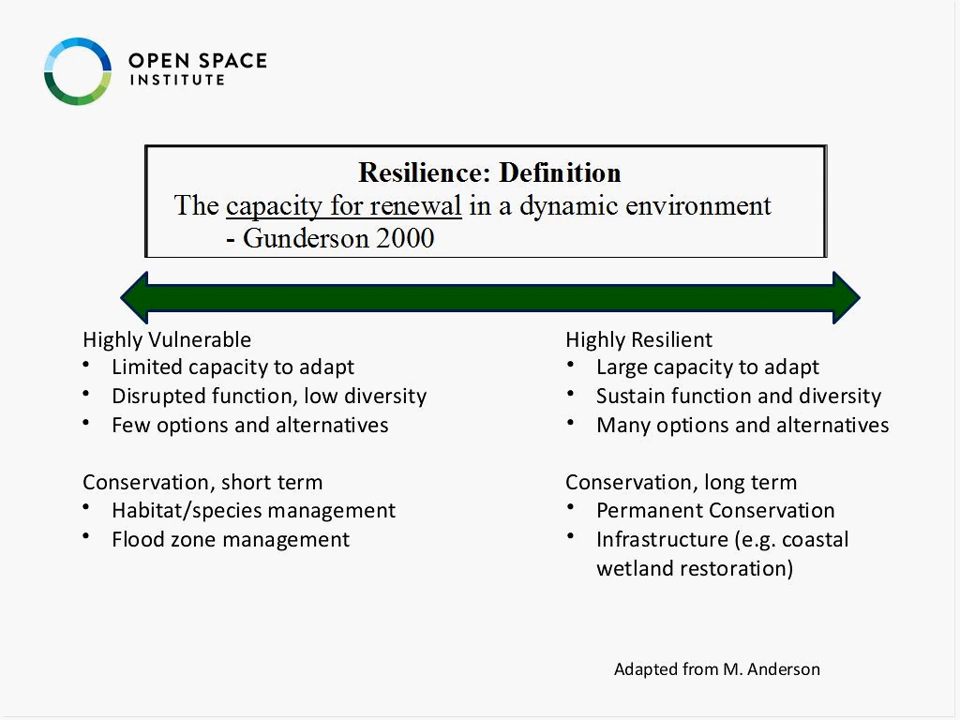 OPEN SPACE
INSTITUTE
Resilience: Definition
The capacity for renewal in a dynamic environment
- Gunderson 2000
Highly Vulnerable
• Limited capacity to adapt
• Disrupted function, low diversity
• Few options and alternatives
Conservation, short term
• Habitat/species management
• Flood zone management
Highly Resilient
• Large capacity to adapt
• Sustain function and diversity
• Many options and alternatives
Conservation, long term
• Permanent Conservation
• Infrastructure (e.g. coastal
wetland restoration)
Adapted from M. Anderson